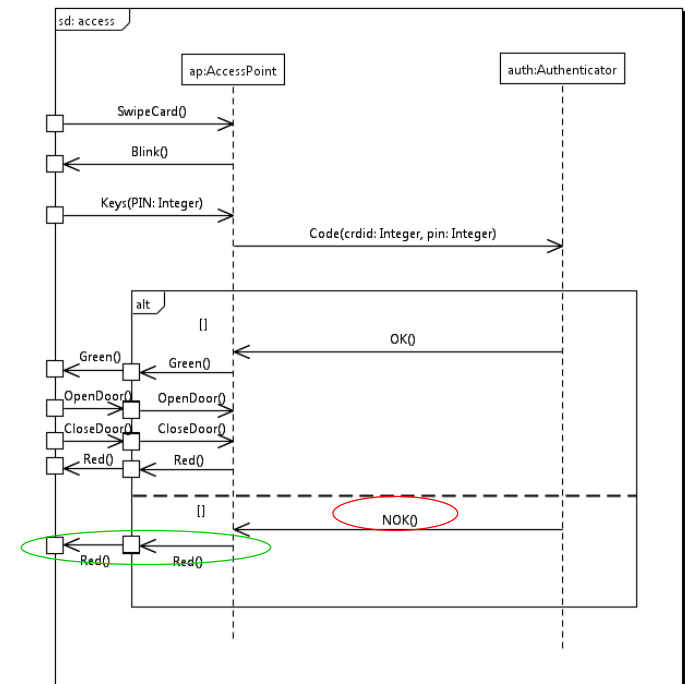 sd: access
ap:AccessPoint
auth:Authenticator
SwipeCard()
Blink()
Keys(PIN: Integer)
Code(crdid: Integer, pin: Integer)
alt
[]
OK()
Green()
Green()
OpenDoor()
OpenDoor()
CloseDoor()
CloseDoor()
Red()
Red()
[]
NOK()
Red()
Red()